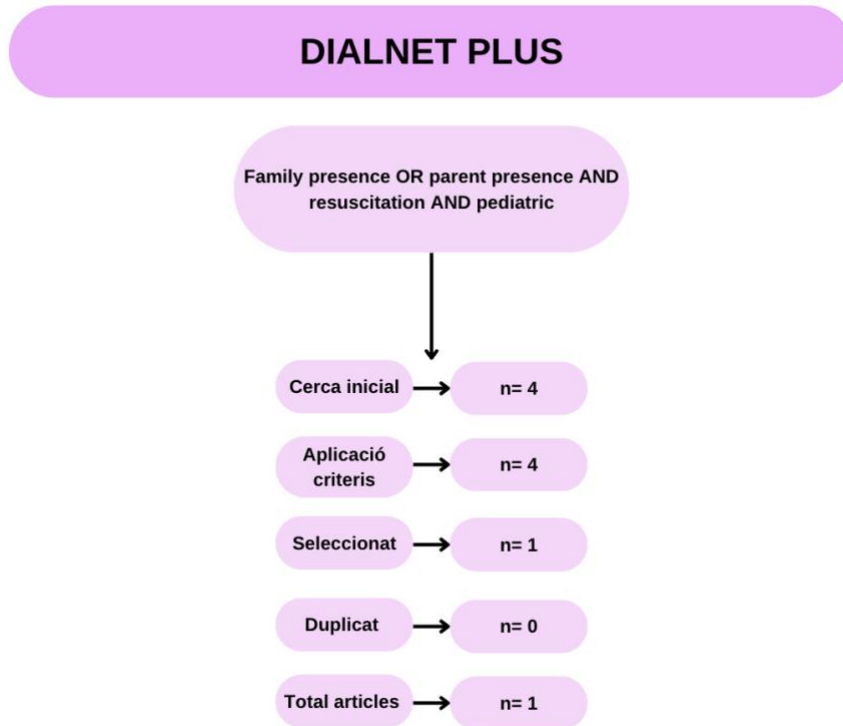 DIALNET PLUS
Family presence OR parent presence AND
resuscitation AND pediatric
Cerca inicial
n= 4
Aplicació
criteris
n= 4
Seleccionat
n= 1
Duplicat
n= 0
Total articles
n= 1